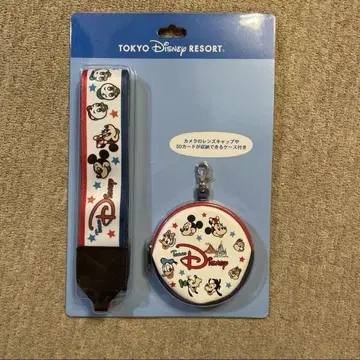 TOKYO Disney RESORT®
カメラのレンズキャップや
SDカードが収納できるケース付き
Tokyo
Disney